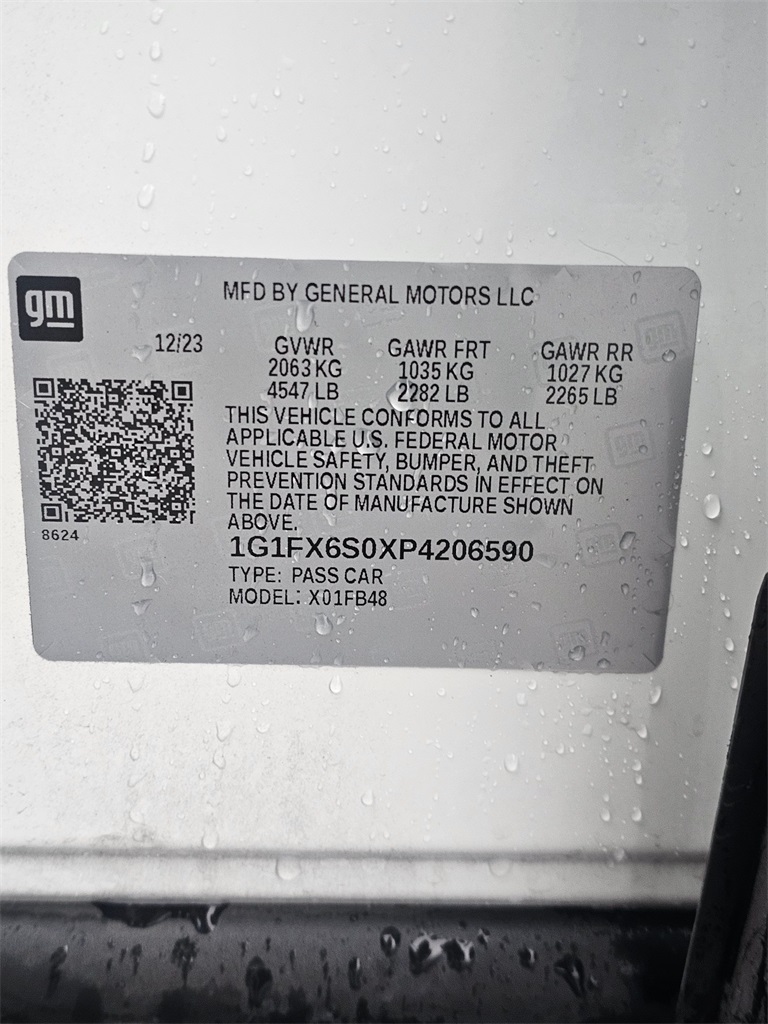 gm
MFD BY GENERAL MOTORS LLC
12/23 GVWR GAWR FRT GAWR RR
2063 KG 1035 KG 1027 KG
4547 LB 2282 LB 2265 LB
THIS VEHICLE CONFORMS TO ALL
APPLICABLE U.S. FEDERAL MOTOR
VEHICLE SAFETY, BUMPER, AND THEFT
PREVENTION STANDARDS IN EFFECT ON
THE DATE OF MANUFACTURE SHOWN
ABOVE.
8624
1G1FX6S0XP4206590
TYPE: PASS CAR
MODEL: X01FB48